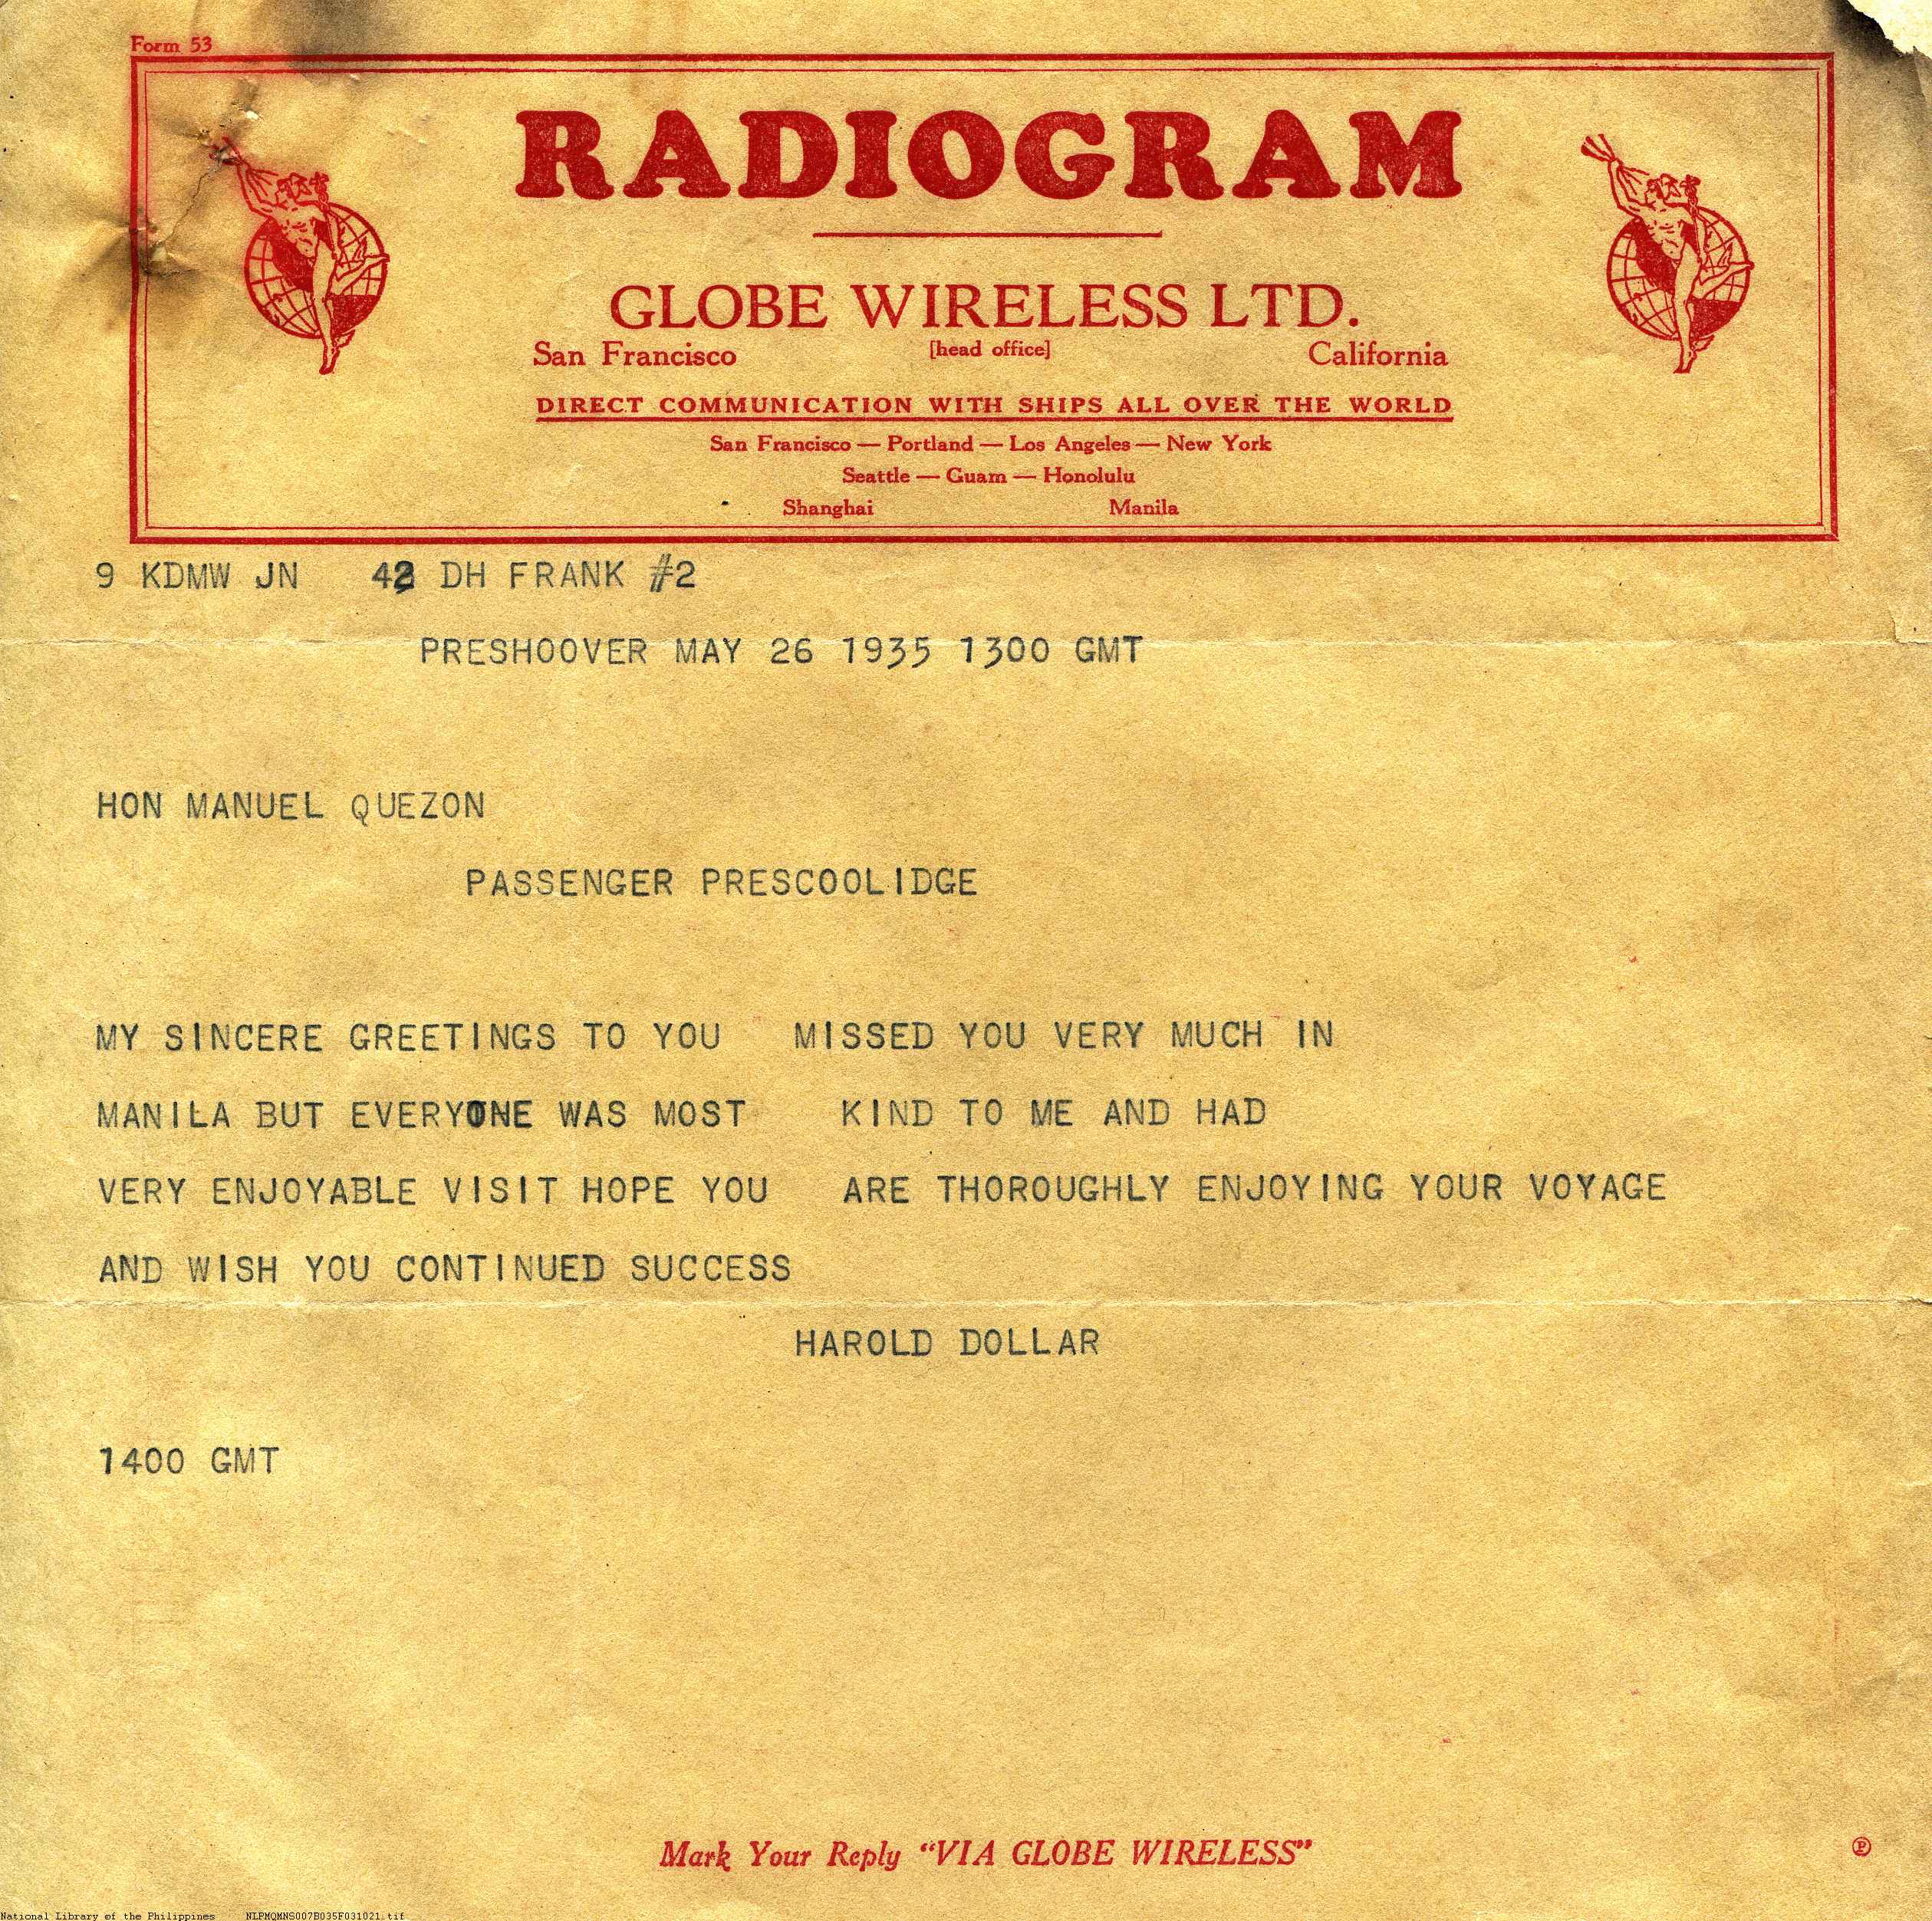 Form 53
RADIOGRAM
GLOBE WIRELESS LTD.
San Francisco [head office] California
DIRECT COMMUNICATION WITH SHIPS ALL OVER THE WORLD
San Francisco — Portland — Los Angeles — New York
Seattle — Guam — Honolulu
Shanghai Manila
9 KDMW JN 42 DH FRANK #2
PRESHOOVER MAY 26 1935 1300 GMT
HON MANUEL QUEZON
PASSENGER PRESCOOLIDGE
MY SINCERE GREETINGS TO YOU MISSED YOU VERY MUCH IN
MANILA BUT EVERYONE WAS MOST KIND TO ME AND HAD
VERY ENJOYABLE VISIT HOPE YOU ARE THOROUGHLY ENJOYING YOUR VOYAGE
AND WISH YOU CONTINUED SUCCESS
HAROLD DOLLAR
1400 GMT
Mark Your Reply “VIA GLOBE WIRELESS”
Ⓟ
National Library of the Philippines NLPMQMNS007B035F031021.tif